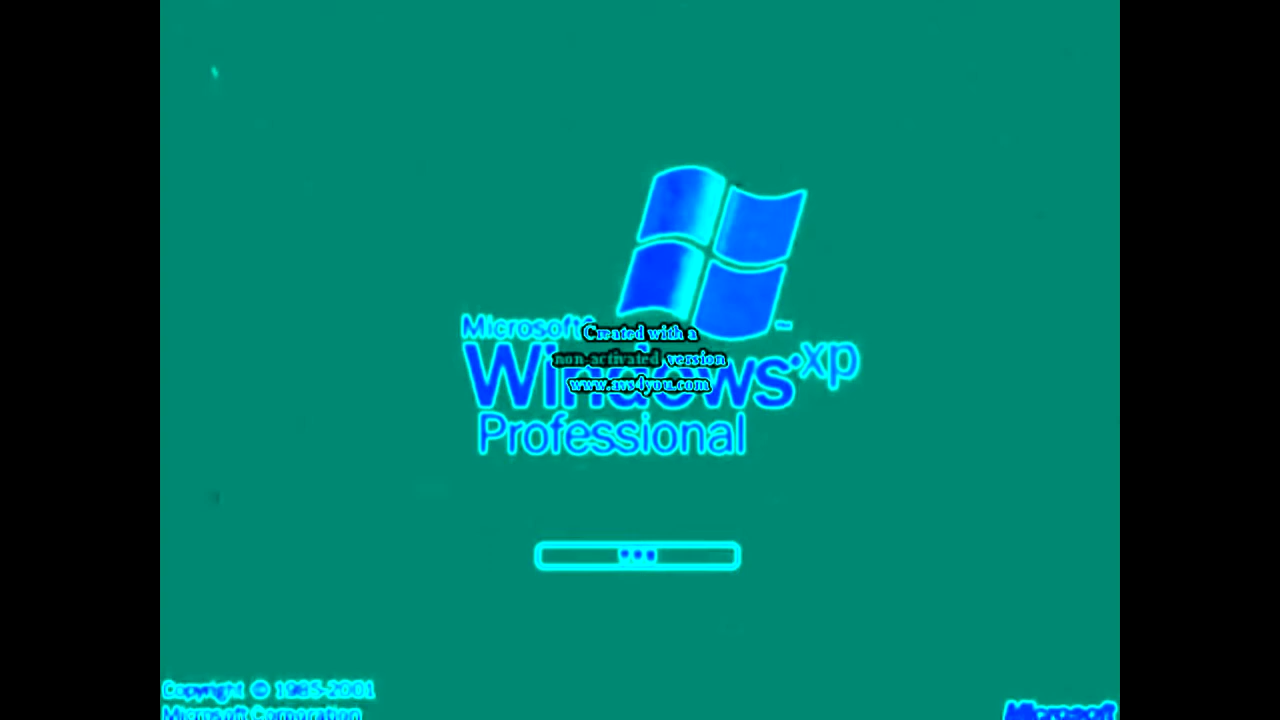 Microsoft
Windows xp
Professional
Created with a
non-activated version
www.avs4you.com
Copyright © 1985-2001
Microsoft Corporation
Microsoft